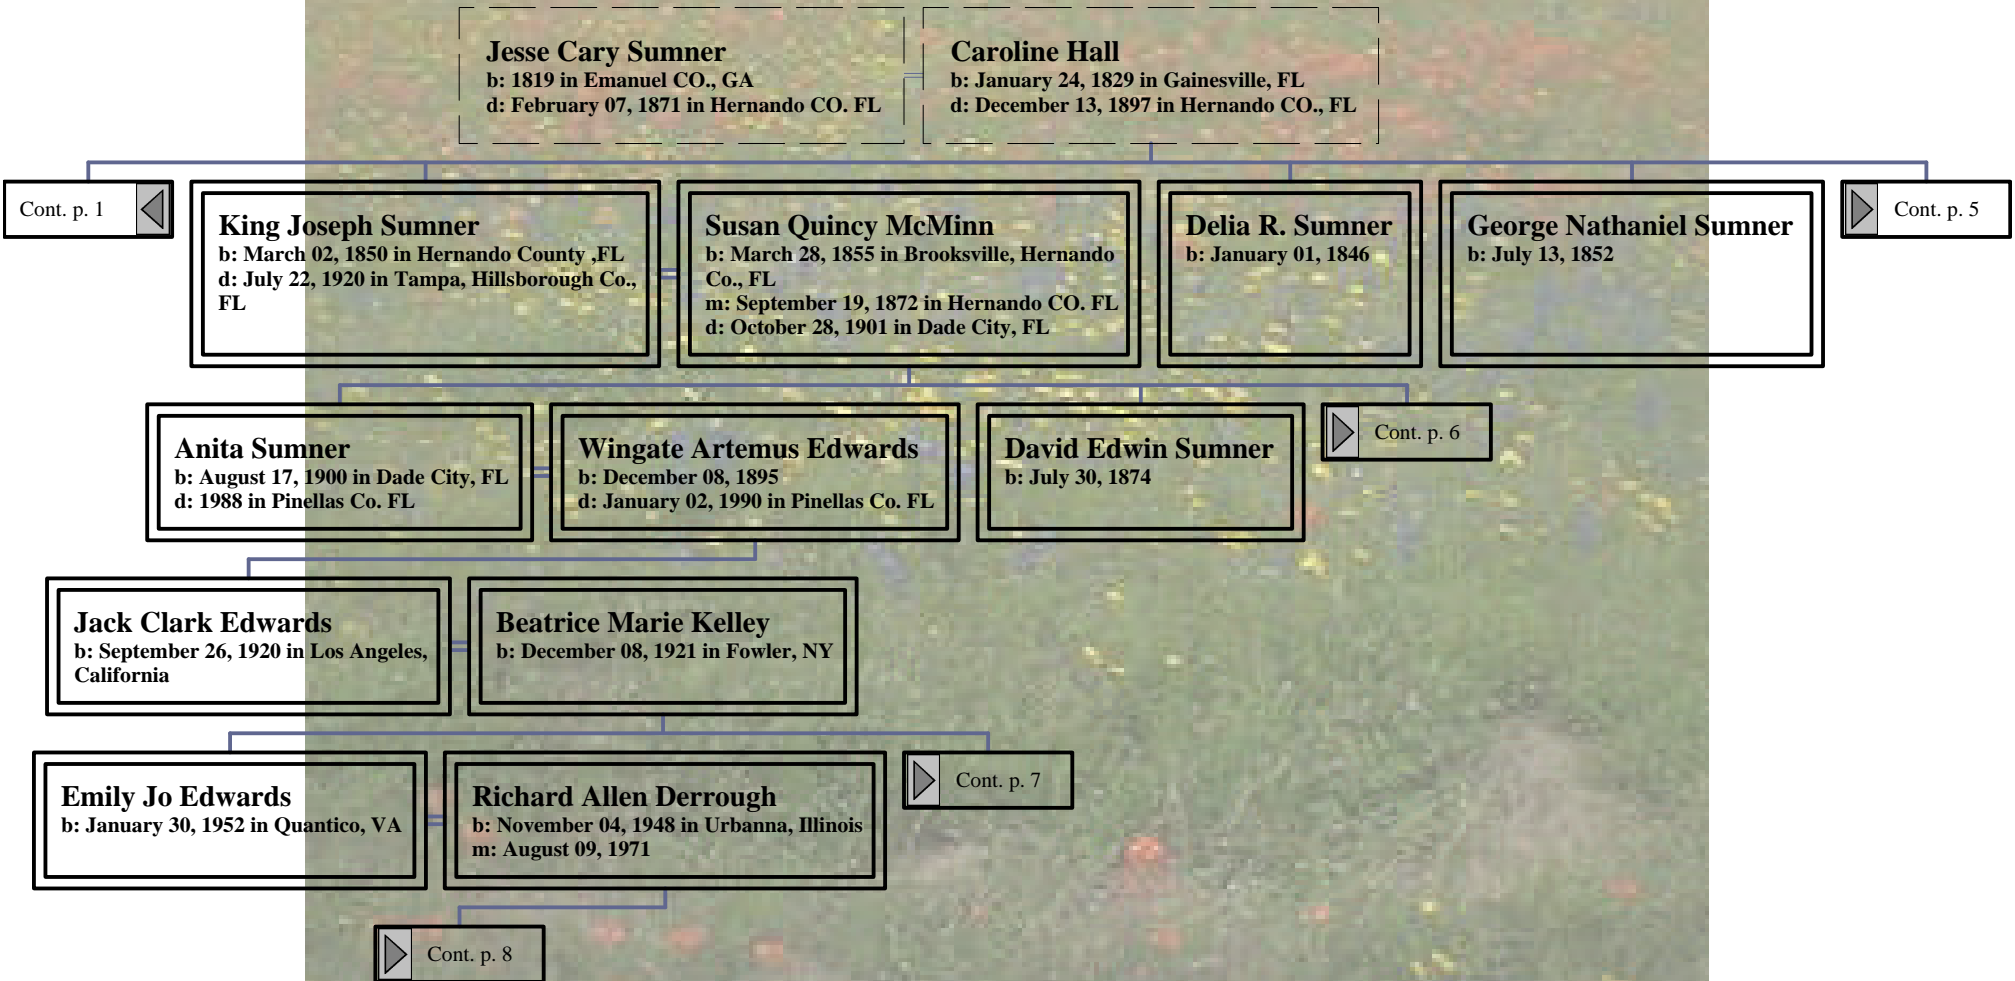 Jesse Cary Sumner
b: 1819 in Emanuel CO., GA
d: February 07, 1871 in Hernando CO. FL
Caroline Hall
b: January 24, 1829 in Gainesville, FL
d: December 13, 1897 in Hernando CO., FL
Cont. p. 1
King Joseph Sumner
b: March 02, 1850 in Hernando County ,FL
d: July 22, 1920 in Tampa, Hillsborough Co.,
FL
Susan Quincy McMinn
b: March 28, 1855 in Brooksville, Hernando
Co., FL
m: September 19, 1872 in Hernando CO. FL
d: October 28, 1901 in Dade City, FL
Delia R. Sumner
b: January 01, 1846
George Nathaniel Sumner
b: July 13, 1852
Cont. p. 5
Anita Sumner
b: August 17, 1900 in Dade City, FL
d: 1988 in Pinellas Co. FL
Wingate Artemus Edwards
b: December 08, 1895
d: January 02, 1990 in Pinellas Co. FL
David Edwin Sumner
b: July 30, 1874
Cont. p. 6
Jack Clark Edwards
b: September 26, 1920 in Los Angeles,
California
Beatrice Marie Kelley
b: December 08, 1921 in Fowler, NY
Emily Jo Edwards
b: January 30, 1952 in Quantico, VA
Richard Allen Derrough
b: November 04, 1948 in Urbanna, Illinois
m: August 09, 1971
Cont. p. 7
Cont. p. 8